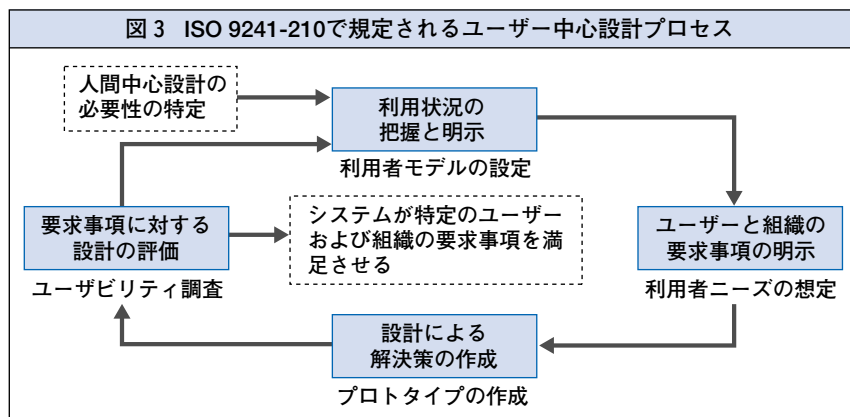 図3 ISO 9241-210で規定されるユーザー中心設計プロセス
人間中心設計の
必要性の特定
利用状況の
把握と明示
利用者モデルの設定
要求事項に対する
設計の評価
ユーザビリティ調査
システムが特定のユーザー
および組織の要求事項を満
足させる
ユーザーと組織の
要求事項の明示
利用者ニーズの想定
設計による
解決策の作成
プロトタイプの作成